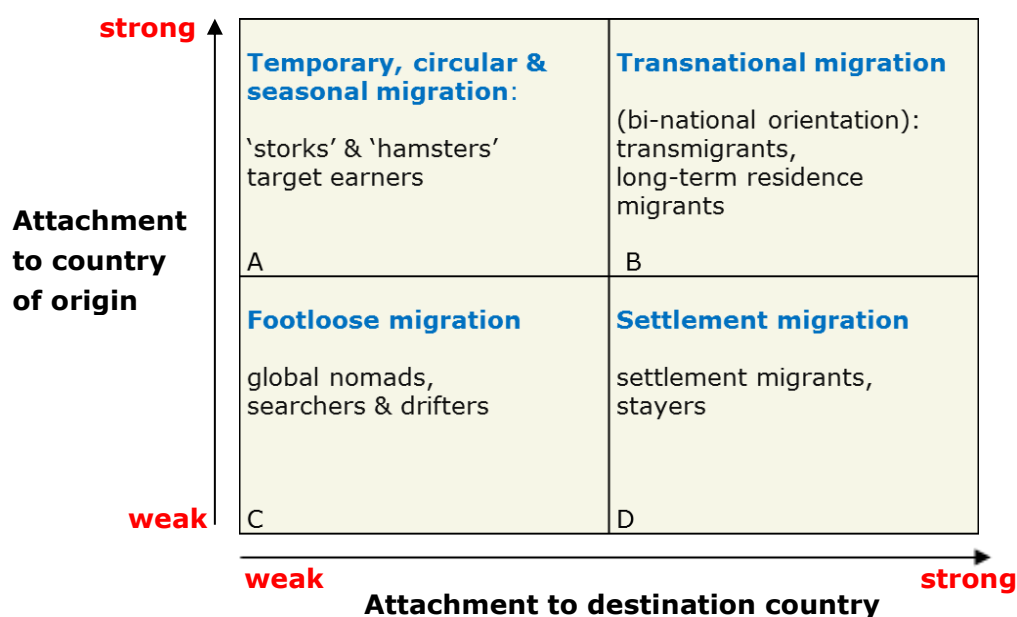 strong
Temporary, circular &
seasonal migration:
‘storks’ & ‘hamsters’
target earners
A
Transnational migration
(bi-national orientation):
transmigrants,
long-term residence
migrants
B
Attachment
to country
of origin
Footloose migration
global nomads,
searchers & drifters
C
Settlement migration
settlement migrants,
stayers
D
weak
weak
strong
Attachment to destination country